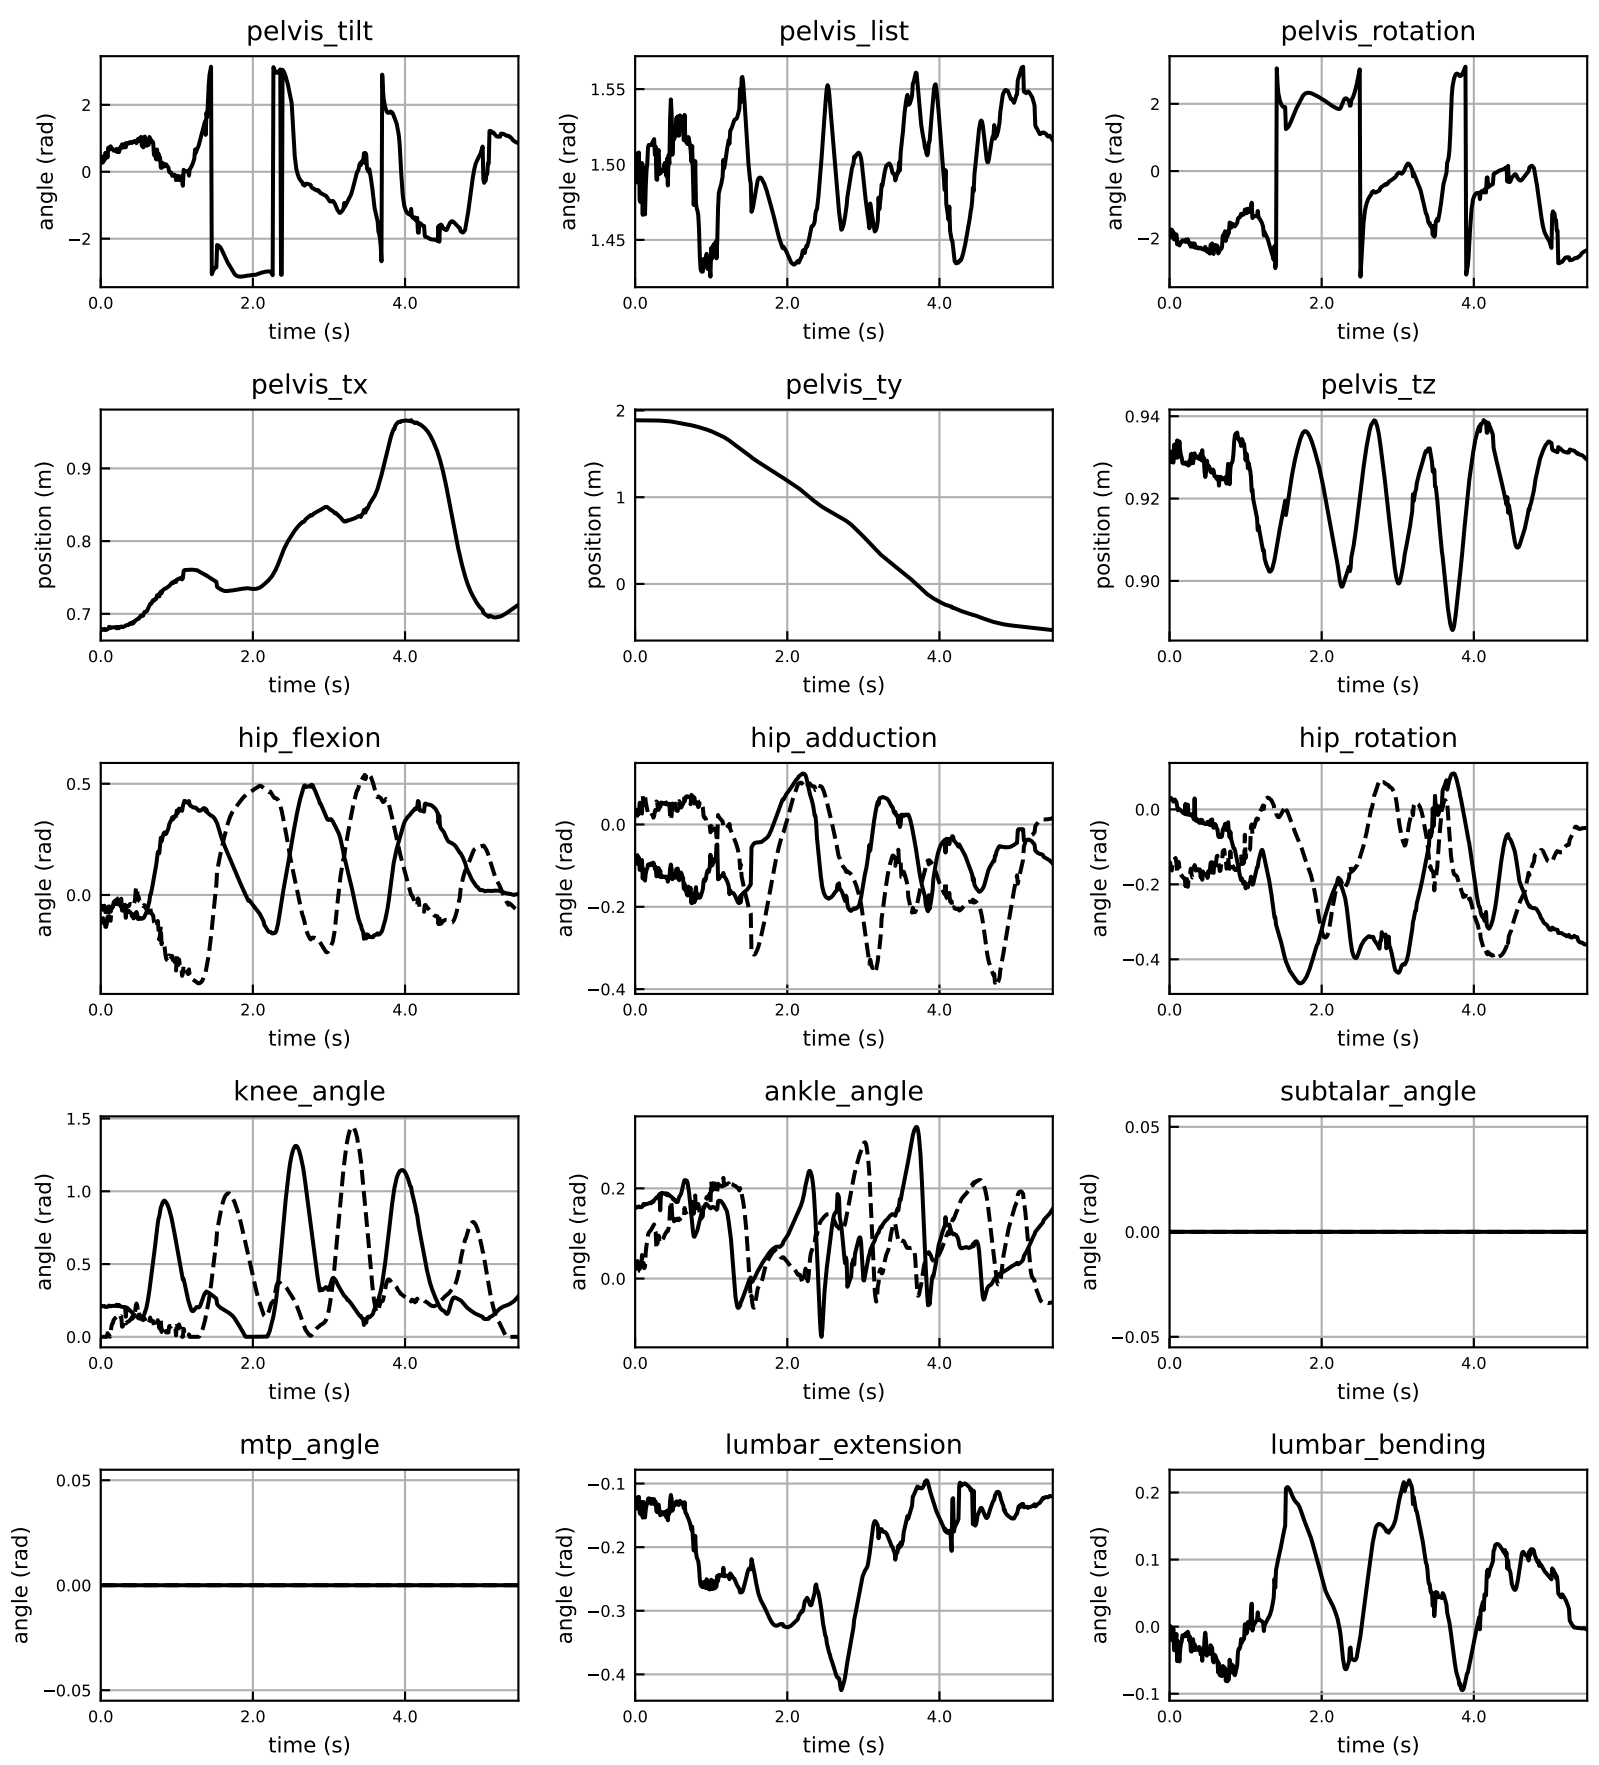 pelvis_tilt
angle (rad)
2
0
−2
0.0 2.0 4.0
time (s)
pelvis_list
angle (rad)
1.55
1.50
1.45
0.0 2.0 4.0
time (s)
pelvis_rotation
angle (rad)
2
0
−2
0.0 2.0 4.0
time (s)
pelvis_tx
position (m)
0.9
0.8
0.7
0.0 2.0 4.0
time (s)
pelvis_ty
position (m)
2
1
0
0.0 2.0 4.0
time (s)
pelvis_tz
position (m)
0.94
0.92
0.90
0.0 2.0 4.0
time (s)
hip_flexion
angle (rad)
0.5
0.0
0.0 2.0 4.0
time (s)
hip_adduction
angle (rad)
0.0
−0.2
−0.4
0.0 2.0 4.0
time (s)
hip_rotation
angle (rad)
0.0
−0.2
−0.4
0.0 2.0 4.0
time (s)
knee_angle
angle (rad)
1.5
1.0
0.5
0.0
0.0 2.0 4.0
time (s)
ankle_angle
angle (rad)
0.2
0.0
0.0 2.0 4.0
time (s)
subtalar_angle
angle (rad)
0.05
0.00
−0.05
0.0 2.0 4.0
time (s)
mtp_angle
angle (rad)
0.05
0.00
−0.05
0.0 2.0 4.0
time (s)
lumbar_extension
angle (rad)
−0.1
−0.2
−0.3
−0.4
0.0 2.0 4.0
time (s)
lumbar_bending
angle (rad)
0.2
0.1
0.0
−0.1
0.0 2.0 4.0
time (s)